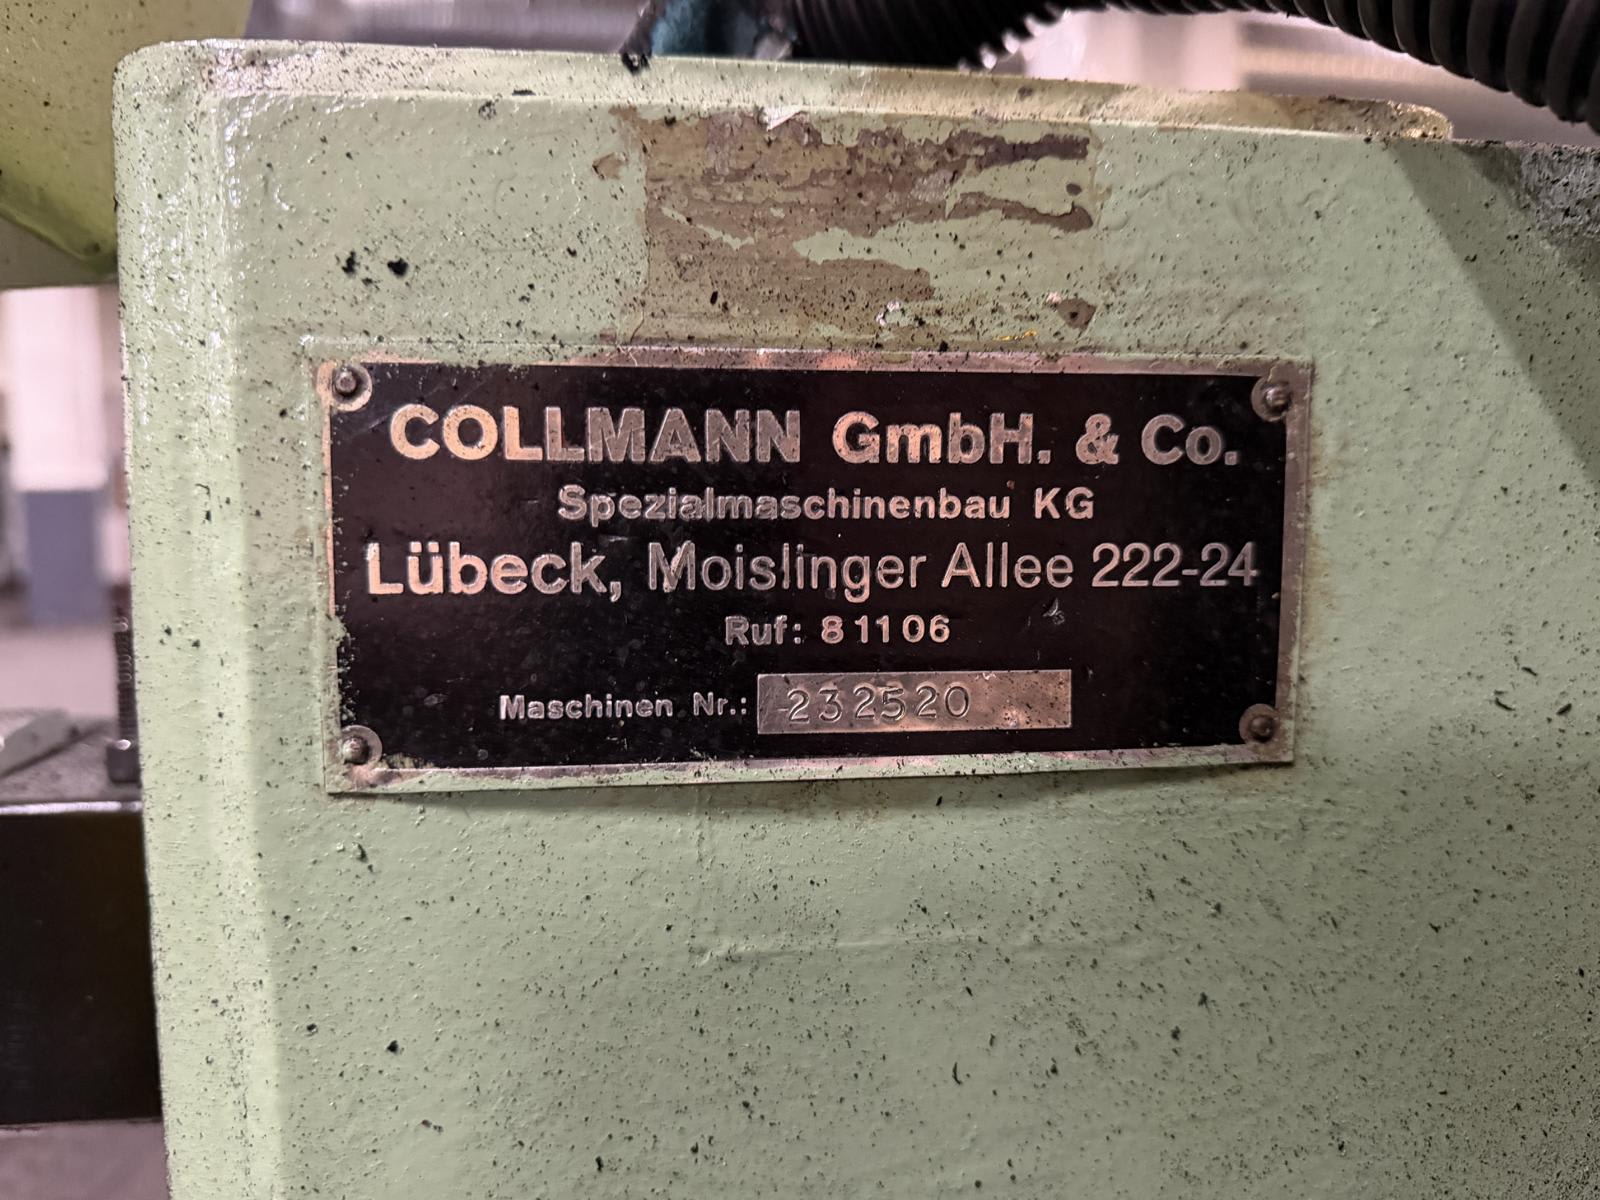 COLLMANN GmbH. & Co.
Spezialmaschinenbau KG
Lübeck, Moislinger Allee 222-24
Ruf: 81106
Maschinen Nr.: 232520